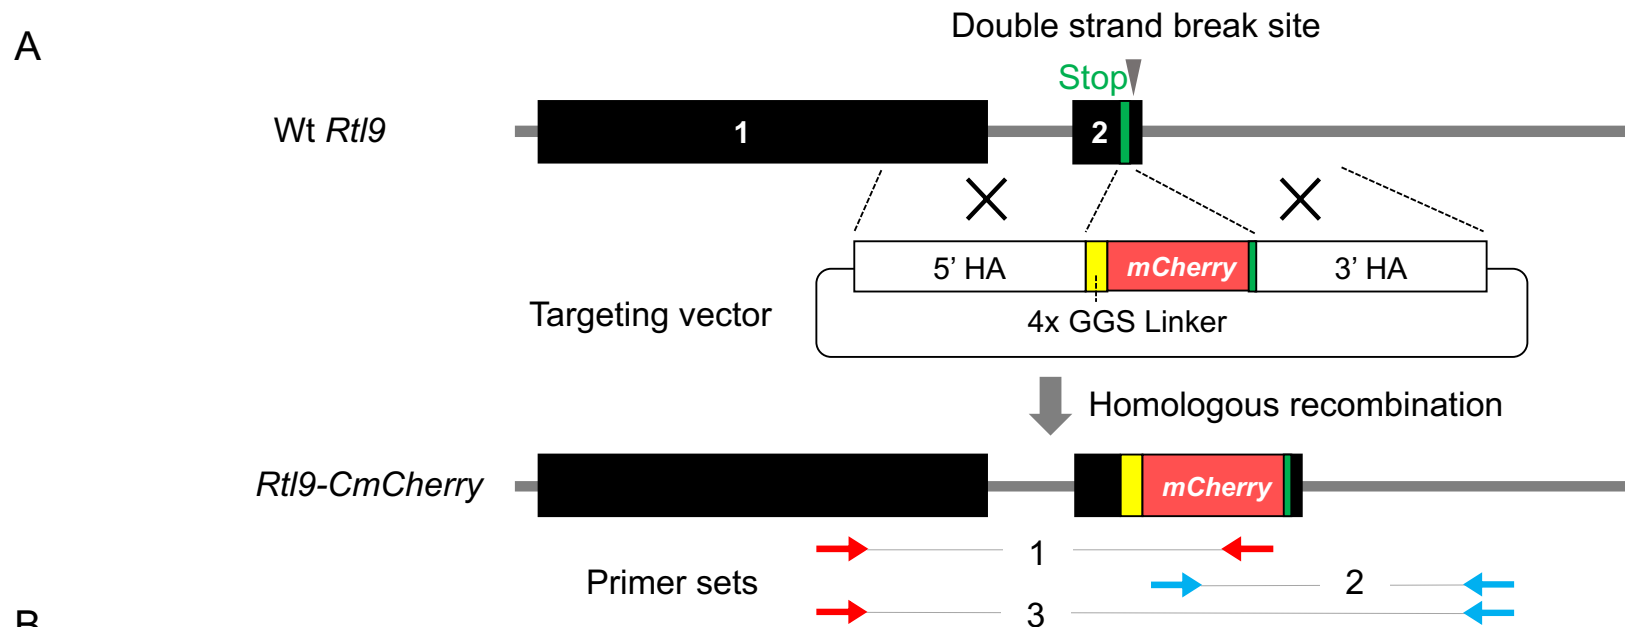 A
Double strand break site
Stop
Wt Rtl9
1
2
5’ HA
mCherry
3’ HA
Targeting vector
4x GGS Linker
Homologous recombination
Rtl9-CmCherry
mCherry
1
Primer sets
2
3
B